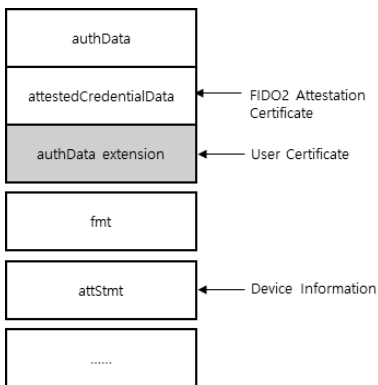 authData
attestedCredentialData
FIDO2 Attestation
Certificate
authData extension
User Certificate
fmt
attStmt
Device Information
......